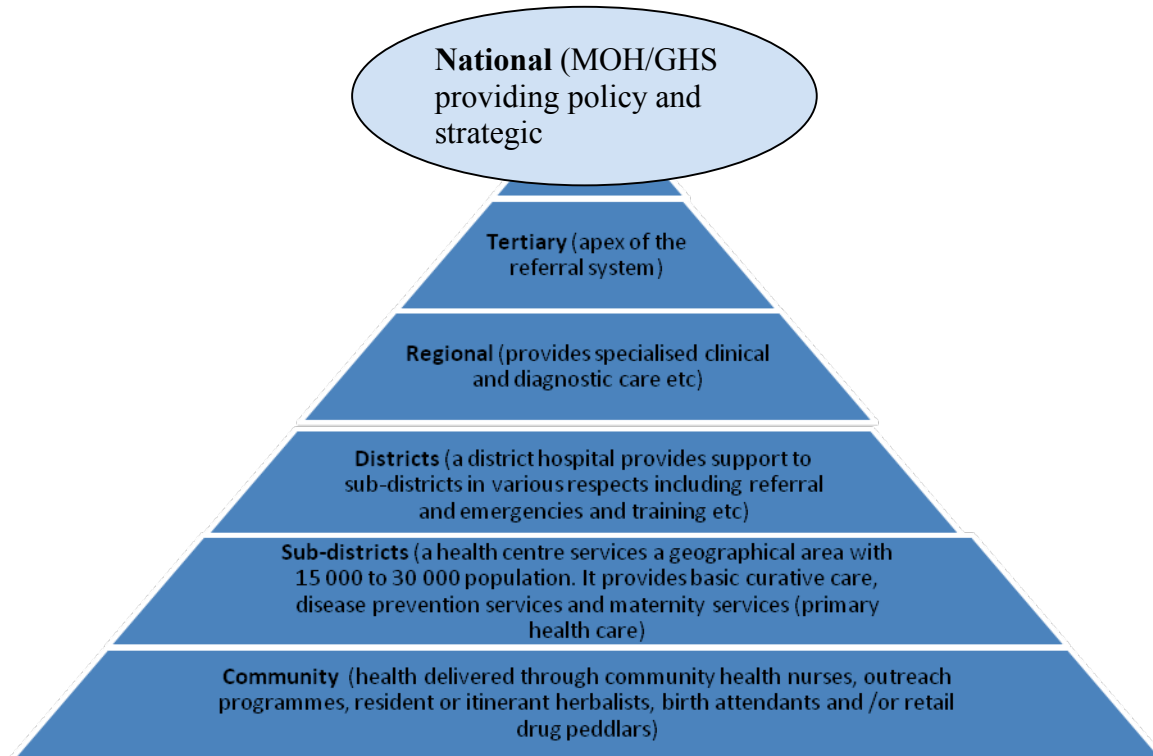 National (MOH/GHS
providing policy and
strategic
Tertiary (apex of the
referral system)
Regional (provides specialised clinical
and diagnostic care etc)
Districts (a district hospital provides support to
sub-districts in various respects including referral
and emergencies and training etc)
Sub-districts (a health centre services a geographical area with
15 000 to 30 000 population. It provides basic curative care,
disease prevention services and maternity services (primary
health care)
Community (health delivered through community health nurses, outreach
programmes, resident or itinerant herbalists, birth attendants and /or retail
drug peddlars)